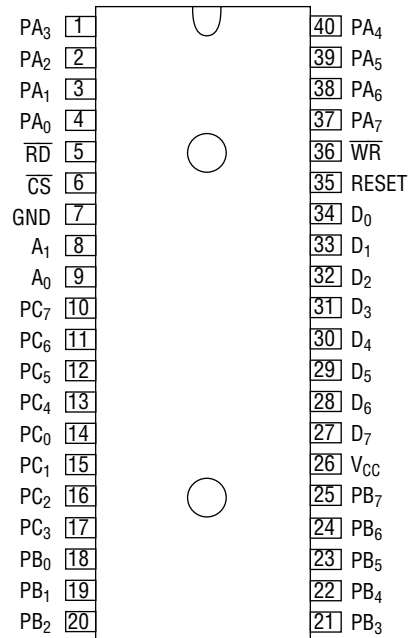 PA₃ 1 40 PA₄
PA₂ 2 39 PA₅
PA₁ 3 38 PA₆
PA₀ 4 37 PA₇
R̅D̅ 5 36 W̅R̅
C̅S̅ 6 35 RESET
GND 7 34 D₀
A₁ 8 33 D₁
A₀ 9 32 D₂
PC₇ 10 31 D₃
PC₆ 11 30 D₄
PC₅ 12 29 D₅
PC₄ 13 28 D₆
PC₀ 14 27 D₇
PC₁ 15 26 V_CC
PC₂ 16 25 PB₇
PC₃ 17 24 PB₆
PB₀ 18 23 PB₅
PB₁ 19 22 PB₄
PB₂ 20 21 PB₃